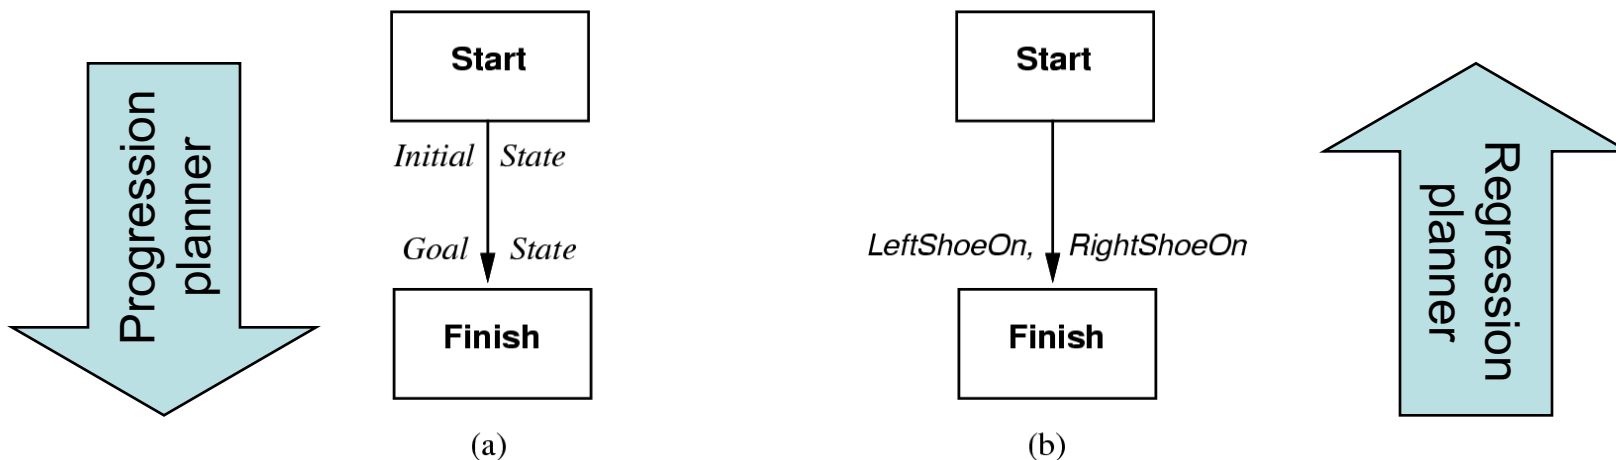 Progression
planner
Start
Initial State
Goal State
Finish
(a)
Start
LeftShoeOn, RightShoeOn
Finish
(b)
Regression
planner